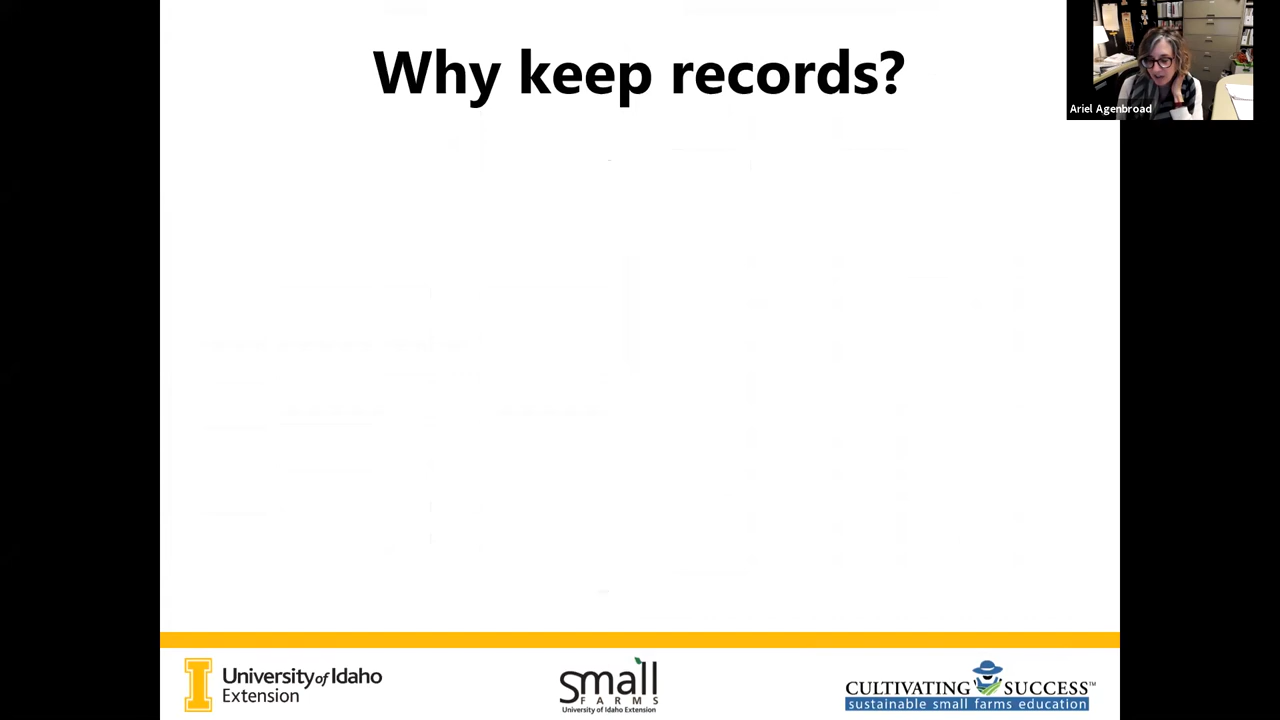 Why keep records?
Ariel Agenbroad
University of Idaho
Extension
small
FARMS
University of Idaho Extension
CULTIVATING SUCCESS™
sustainable small farms education